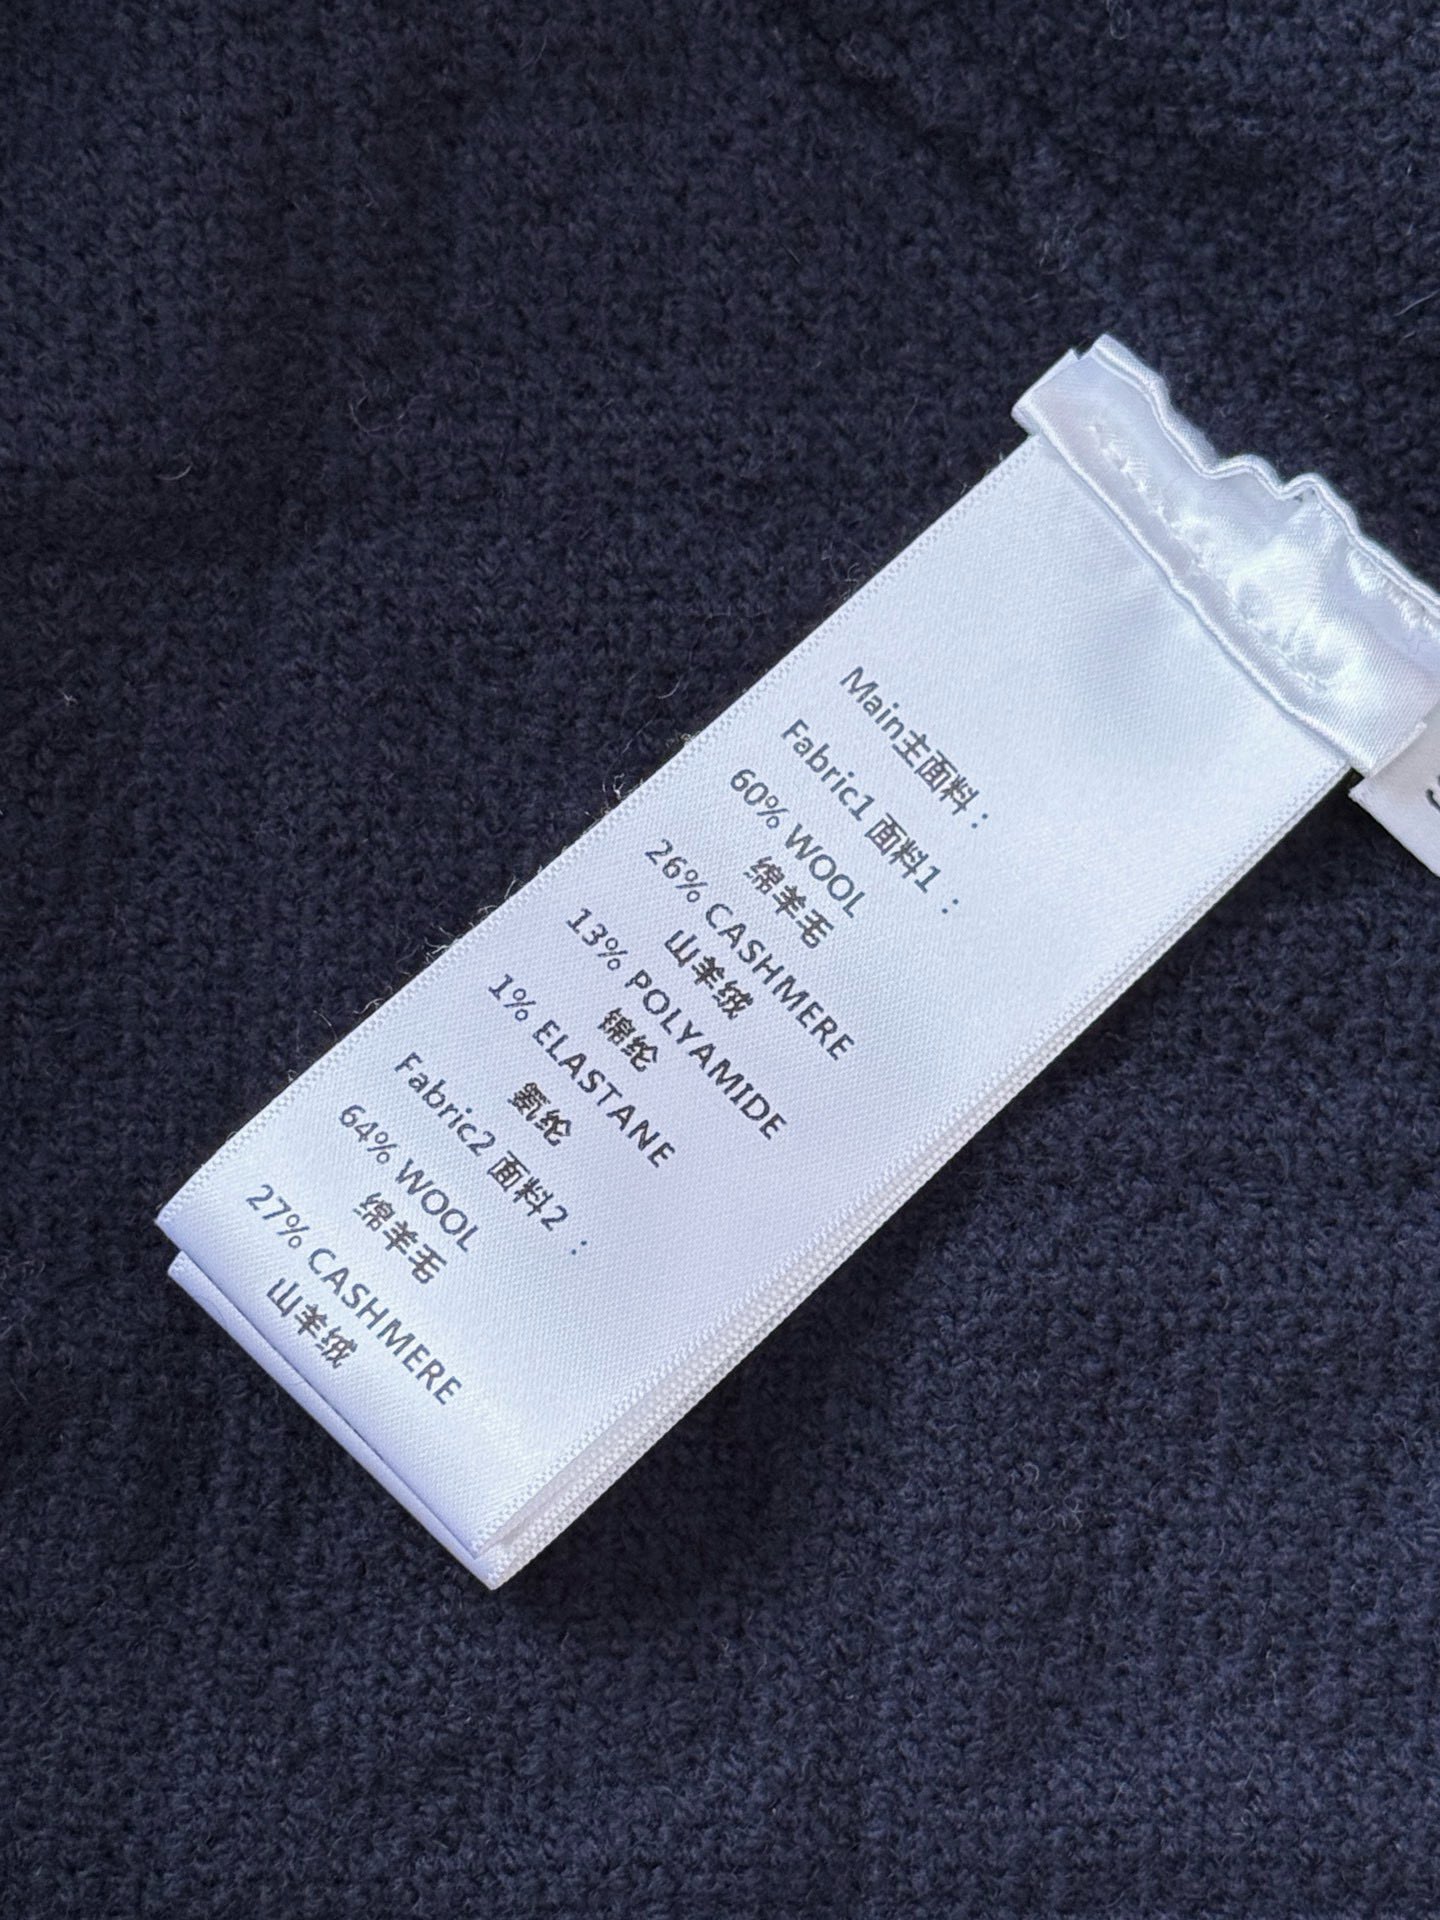 Main主面料：
Fabric1 面料1：
60% WOOL
绵羊毛
26% CASHMERE
山羊绒
13% POLYAMIDE
锦纶
1% ELASTANE
氨纶
Fabric2 面料2：
64% WOOL
绵羊毛
27% CASHMERE
山羊绒